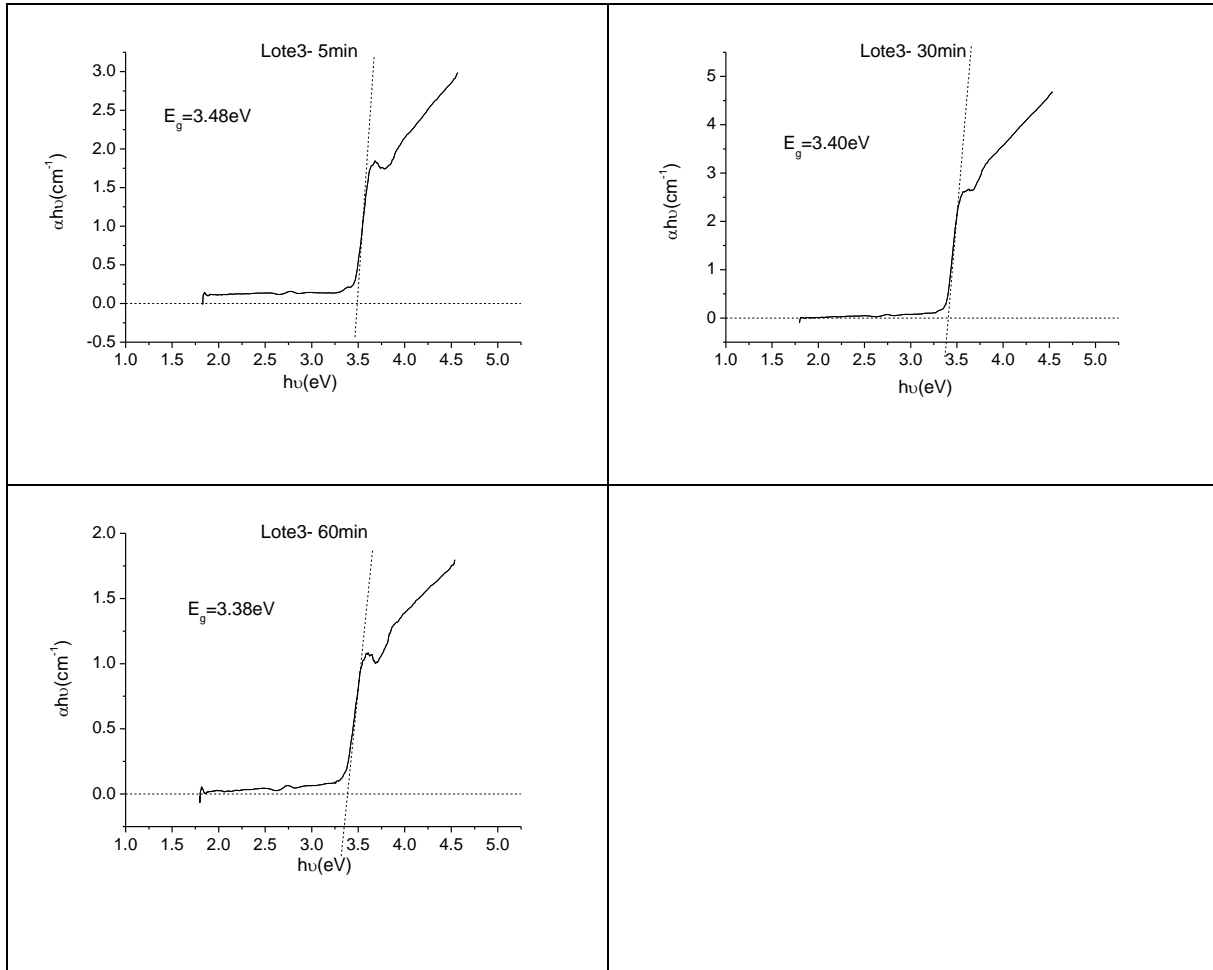 Lote3- 5min
E_g=3.48eV
3.0
2.5
2.0
1.5
1.0
0.5
0.0
-0.5
αhυ(cm^-1)
1.0 1.5 2.0 2.5 3.0 3.5 4.0 4.5 5.0
hυ(eV)
Lote3- 30min
E_g=3.40eV
5
4
3
2
1
0
αhυ(cm^-1)
1.0 1.5 2.0 2.5 3.0 3.5 4.0 4.5 5.0
hυ(eV)
Lote3- 60min
E_g=3.38eV
2.0
1.5
1.0
0.5
0.0
αhυ(cm^-1)
1.0 1.5 2.0 2.5 3.0 3.5 4.0 4.5 5.0
hυ(eV)